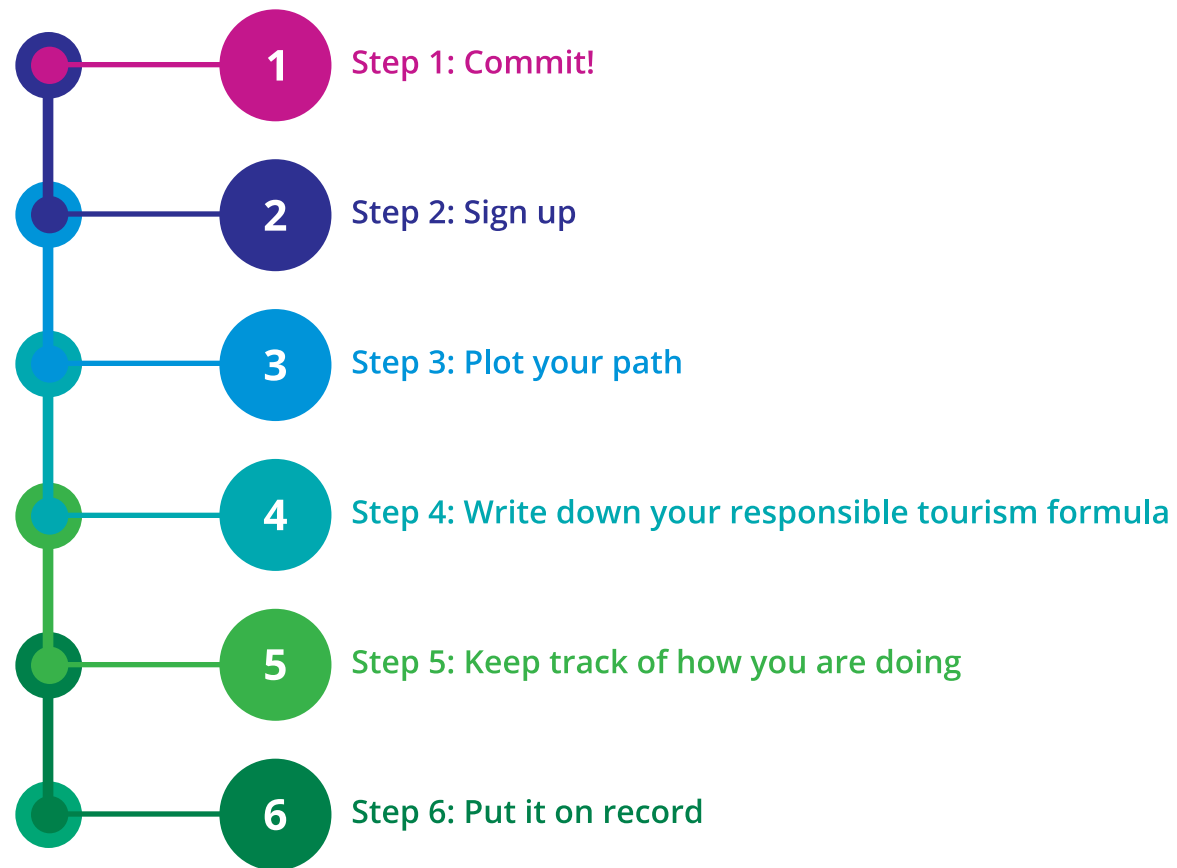 1
Step 1: Commit!
2
Step 2: Sign up
3
Step 3: Plot your path
4
Step 4: Write down your responsible tourism formula
5
Step 5: Keep track of how you are doing
6
Step 6: Put it on record